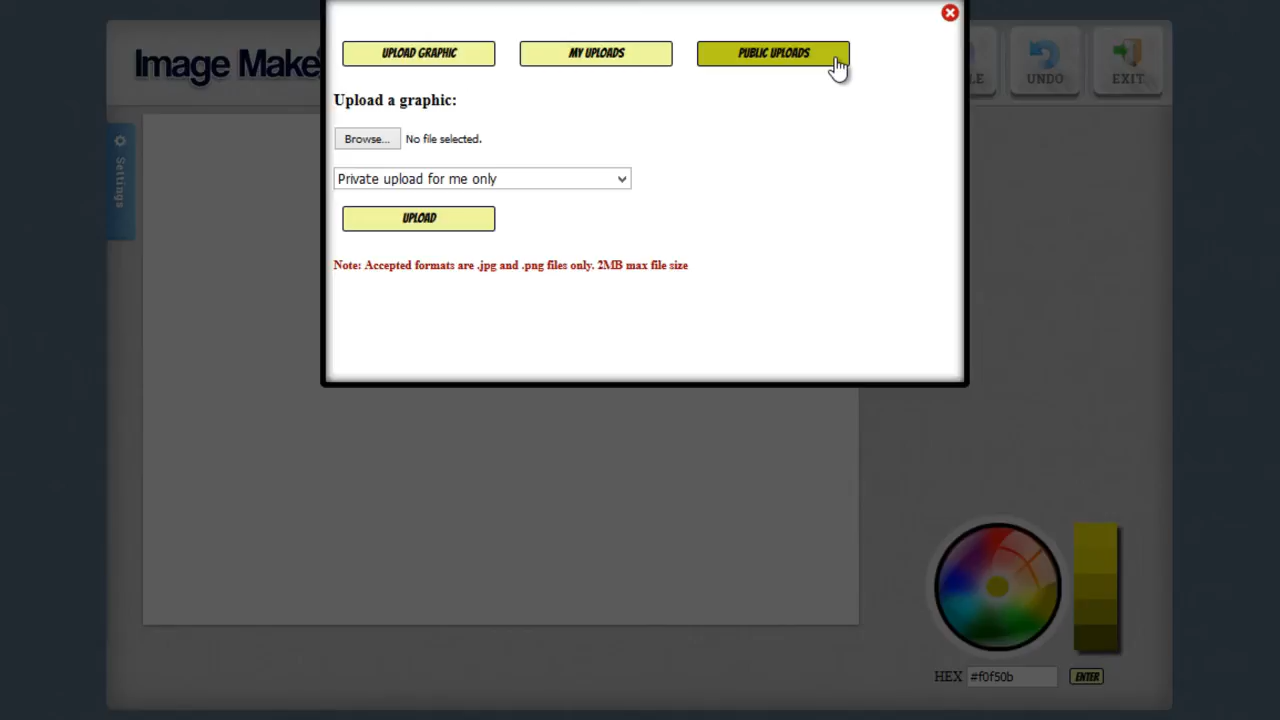 Image Make
UPLOAD GRAPHIC
MY UPLOADS
PUBLIC UPLOADS
UNDO
EXIT
Upload a graphic:
Browse...
No file selected.
Settings
Private upload for me only
UPLOAD
Note: Accepted formats are .jpg and .png files only. 2MB max file size
HEX
#f0f50b
ENTER